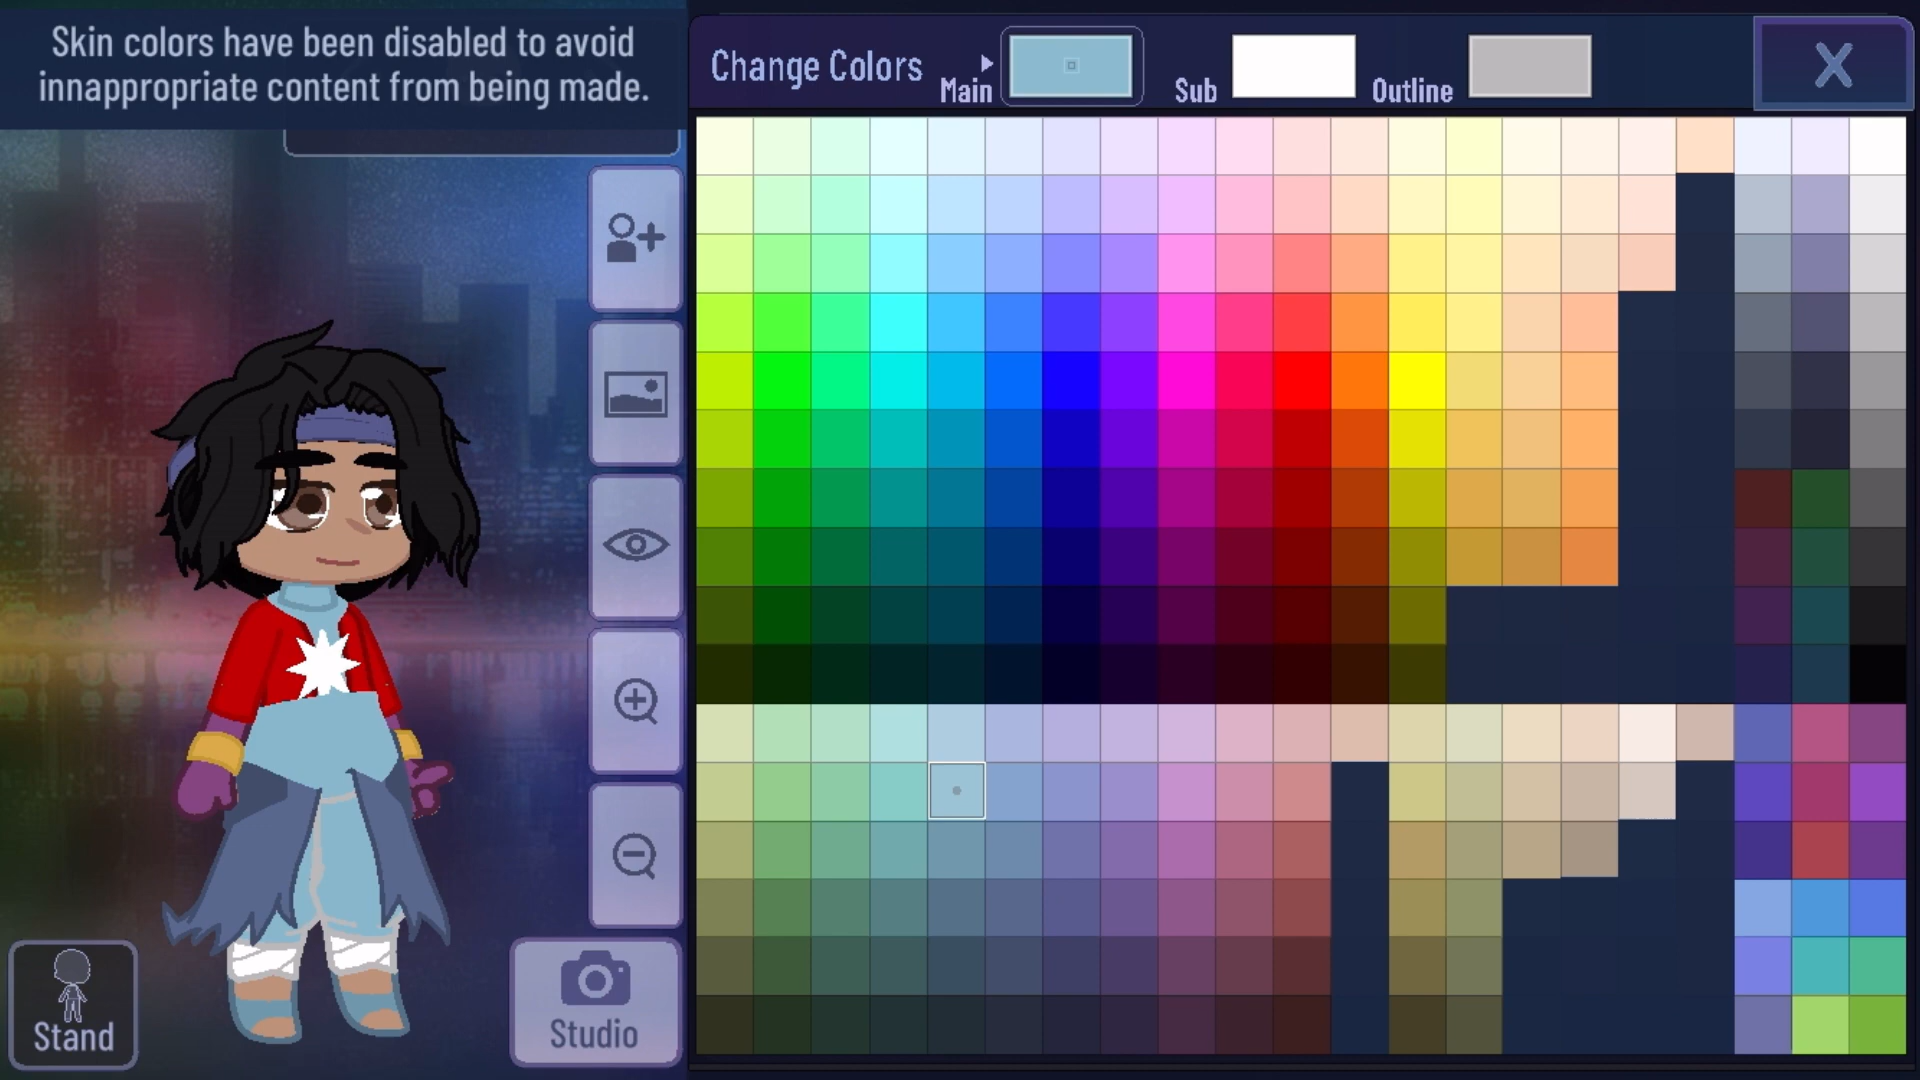 Skin colors have been disabled to avoid
innappropriate content from being made.
Change Colors
Main
Sub
Outline
X
Stand
Studio